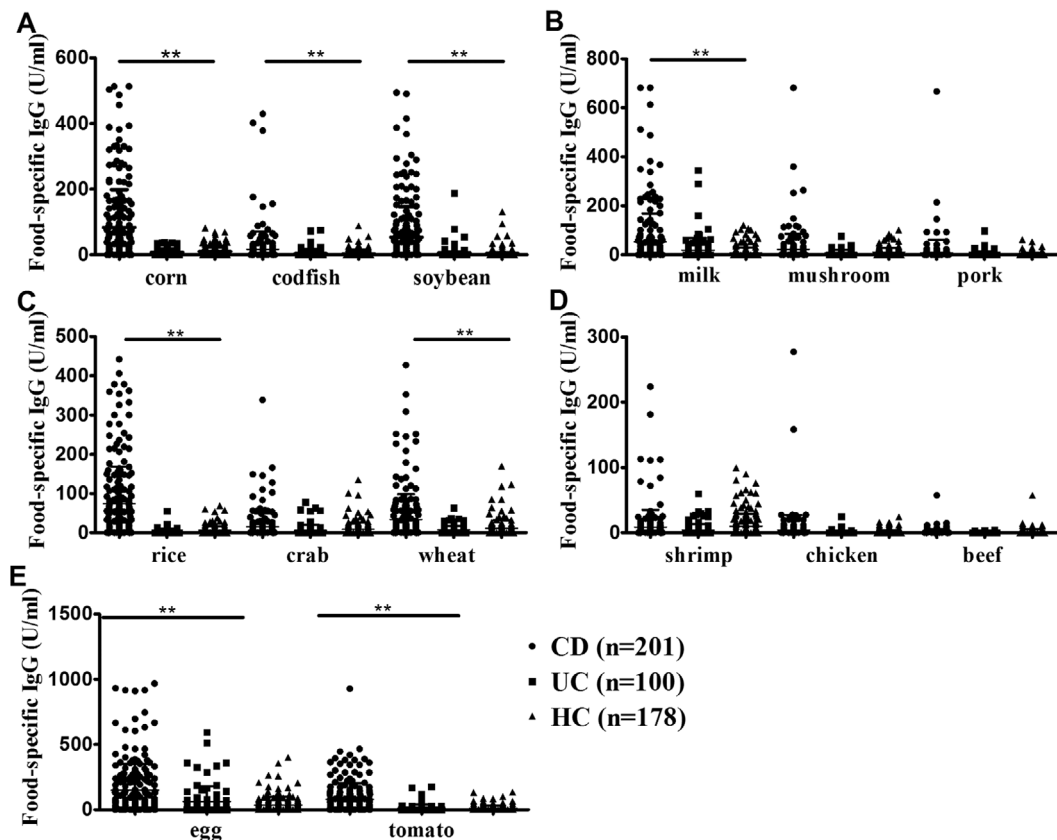 A
Food-specific IgG (U/ml)
600
400
200
0
** ** **
corn codfish soybean
B
Food-specific IgG (U/ml)
800
600
400
200
0
**
milk mushroom pork
C
Food-specific IgG (U/ml)
500
400
300
200
100
0
** **
rice crab wheat
D
Food-specific IgG (U/ml)
300
200
100
0
shrimp chicken beef
E
Food-specific IgG (U/ml)
1500
1000
500
0
** **
egg tomato
CD (n=201)
UC (n=100)
HC (n=178)